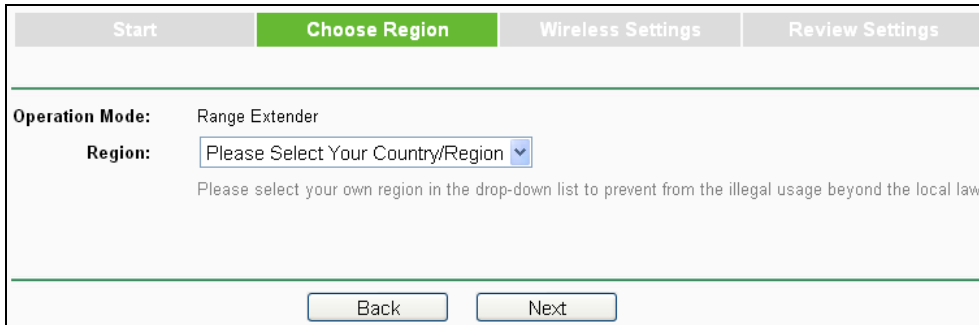 Start Choose Region Wireless Settings Review Settings
Operation Mode: Range Extender
Region: Please Select Your Country/Region
Please select your own region in the drop-down list to prevent from the illegal usage beyond the local law
Back Next